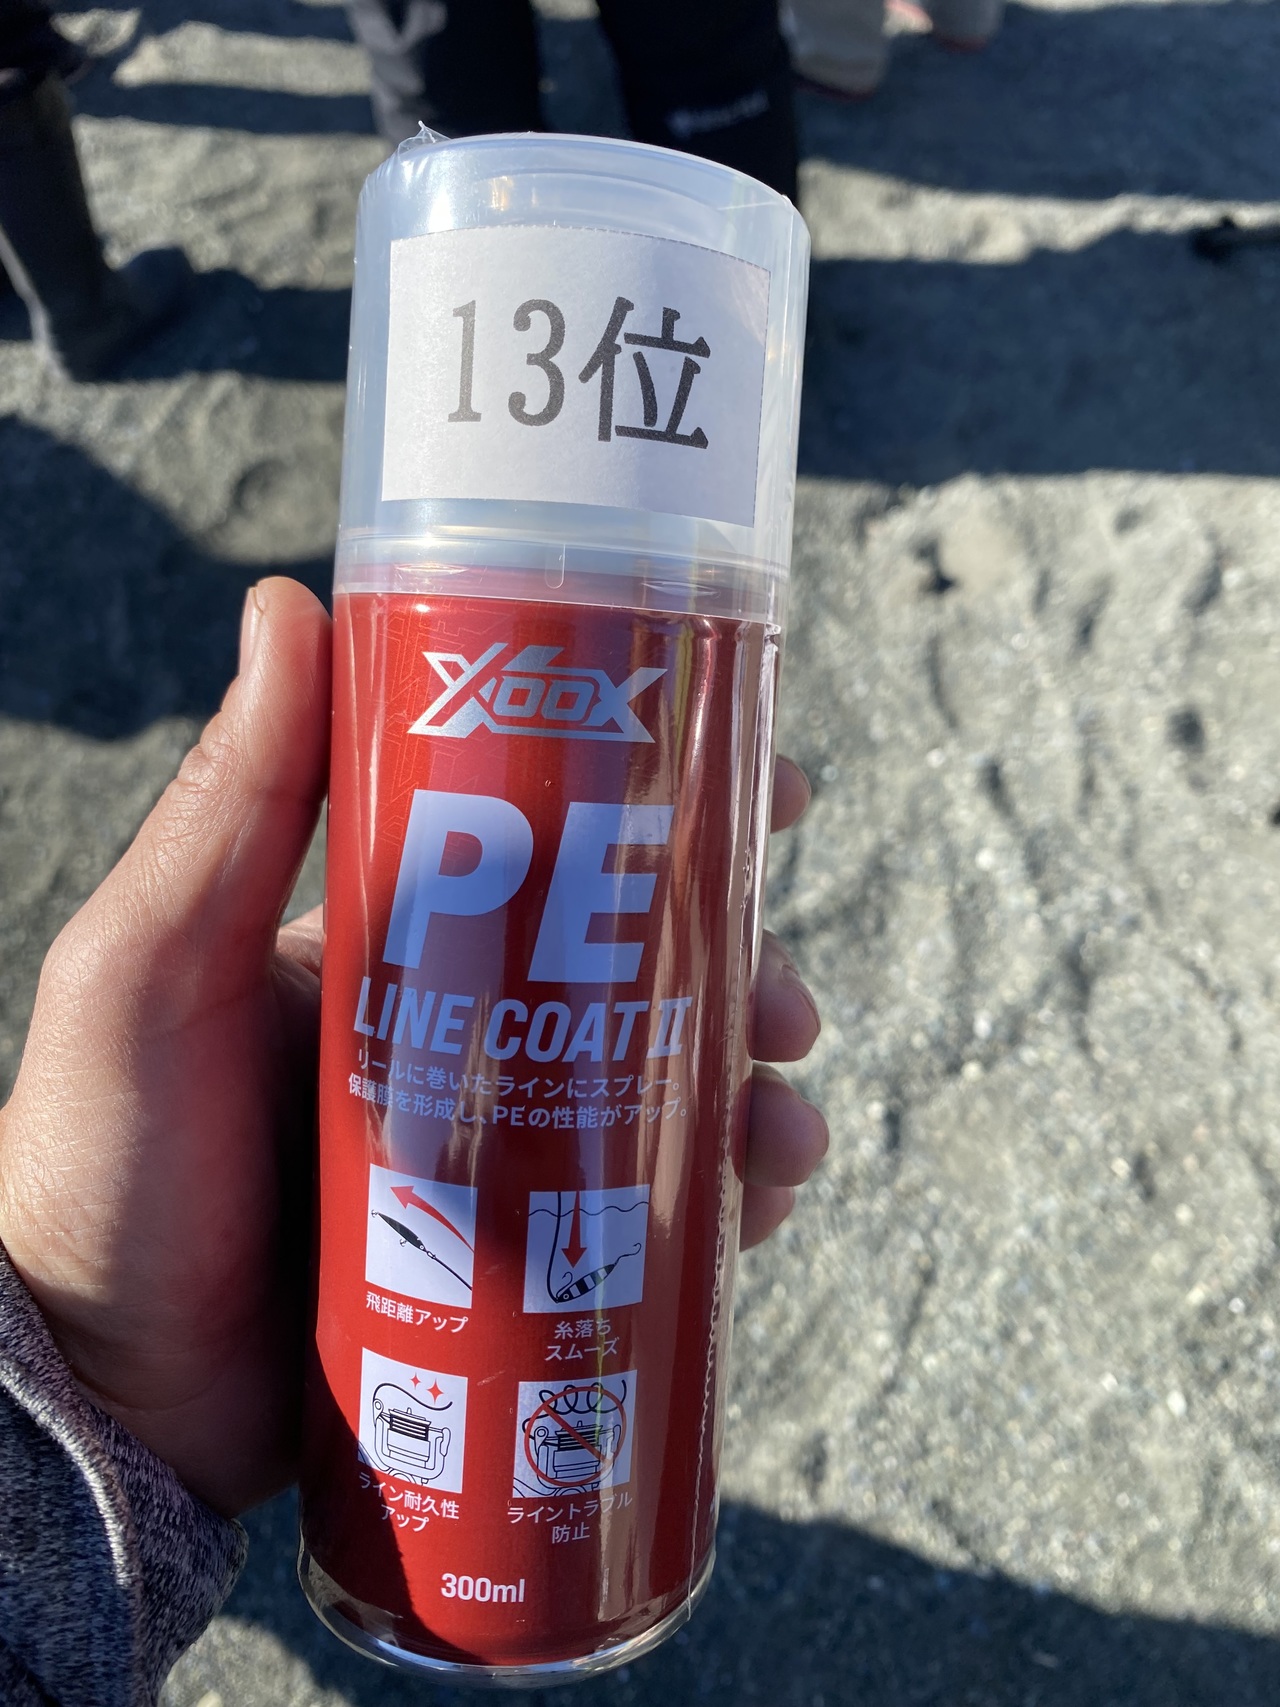 13位
XOOX
PE
LINE COAT II
リールに巻いたラインにスプレー。
保護膜を形成し、PEの性能がアップ。
飛距離アップ
糸落ち
スムーズ
ライン耐久性
アップ
ライントラブル
防止
300ml